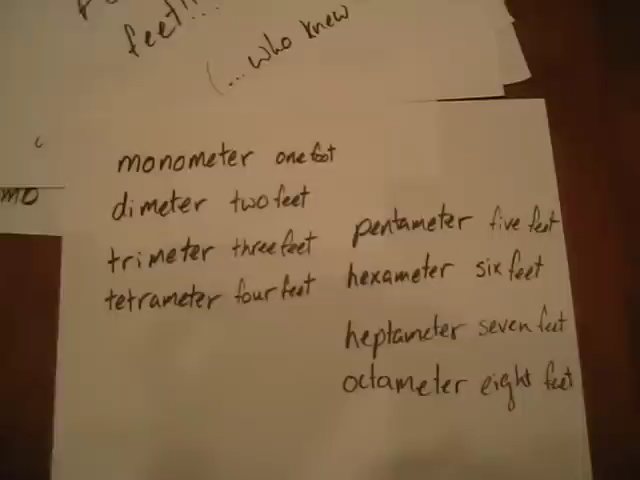 feet!!...
(... who knew
mo
monometer one foot
dimeter two feet
trimeter three feet
tetrameter four feet
pentameter five feet
hexameter six feet
heptameter seven feet
octameter eight feet